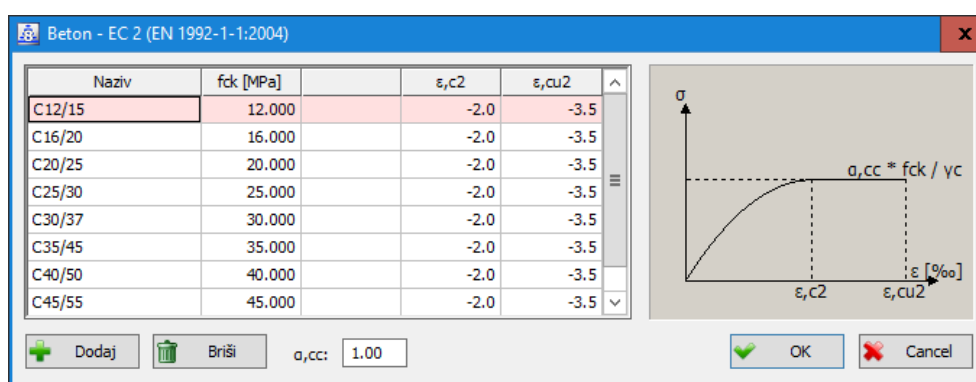 Beton - EC 2 (EN 1992-1-1:2004)
x
Naziv fck [MPa] ε,c2 ε,cu2
C12/15 12.000 -2.0 -3.5
C16/20 16.000 -2.0 -3.5
C20/25 20.000 -2.0 -3.5
C25/30 25.000 -2.0 -3.5
C30/37 30.000 -2.0 -3.5
C35/45 35.000 -2.0 -3.5
C40/50 40.000 -2.0 -3.5
C45/55 45.000 -2.0 -3.5
σ
α,cc * fck / γc
ε [‰]
ε,c2 ε,cu2
Dodaj Briši α,cc: 1.00 OK Cancel